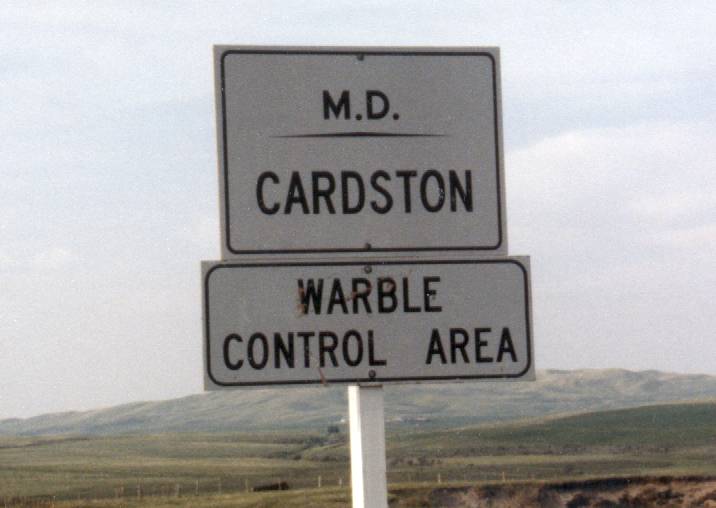 M.D.
CARDSTON
WARBLE
CONTROL AREA